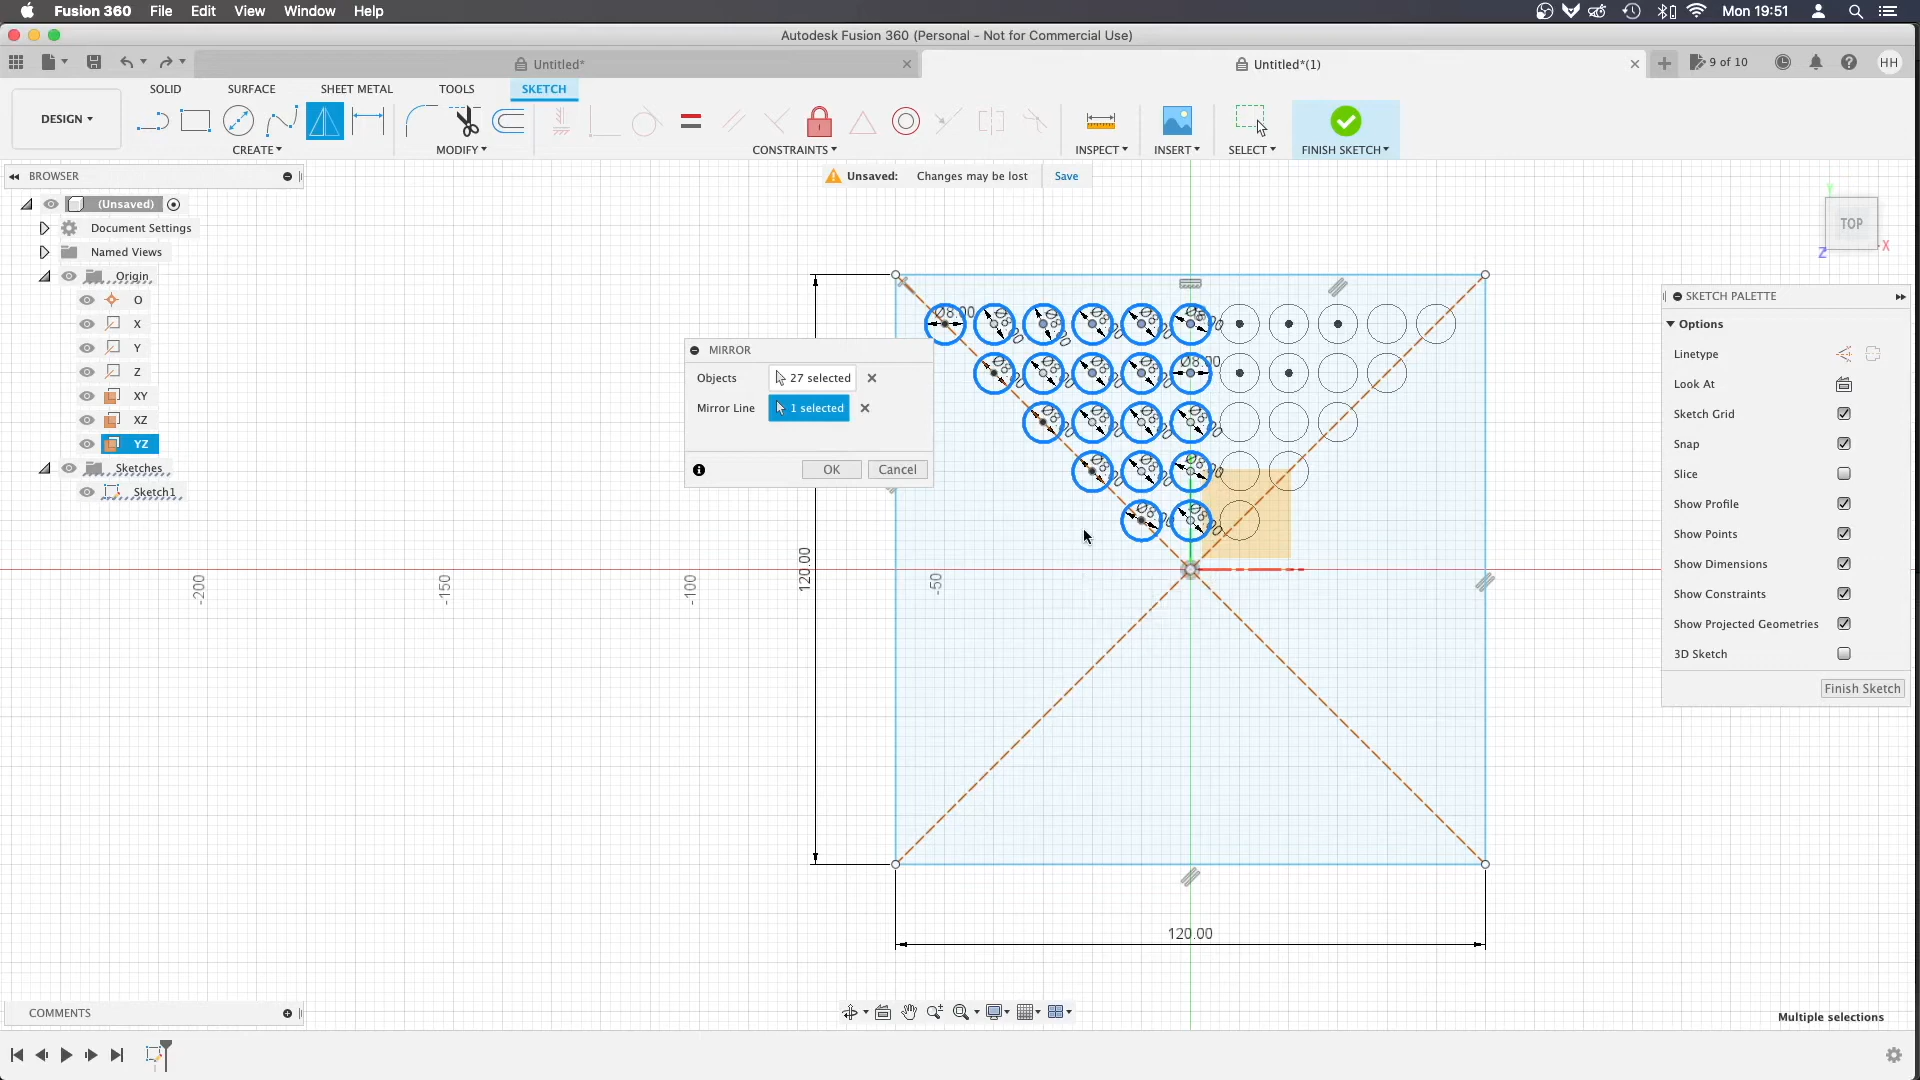 Fusion 360 File Edit View Window Help Mon 19:51
Autodesk Fusion 360 (Personal - Not for Commercial Use)
Untitled* Untitled*(1) 9 of 10 HH
SOLID SURFACE SHEET METAL TOOLS SKETCH
DESIGN
CREATE MODIFY CONSTRAINTS INSPECT INSERT SELECT FINISH SKETCH
BROWSER
Unsaved: Changes may be lost Save
(Unsaved)
Document Settings
Named Views
Origin
O
X
Y
Z
XY
XZ
YZ
Sketches
Sketch1
TOP
Y
X
Z
MIRROR
Objects 27 selected
Mirror Line 1 selected
OK Cancel
Ø8.00
Ø8.00
-200
-150
-100
-50
120.00
120.00
SKETCH PALETTE
Options
Linetype
Look At
Sketch Grid
Snap
Slice
Show Profile
Show Points
Show Dimensions
Show Constraints
Show Projected Geometries
3D Sketch
Finish Sketch
COMMENTS
Multiple selections